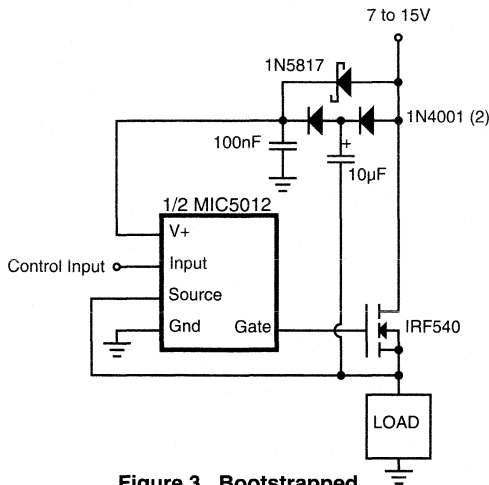 7 to 15V
1N5817
1N4001 (2)
100nF
+
10µF
1/2 MIC5012
V+
Control Input
Input
Source
Gnd
Gate
IRF540
LOAD
Figure 3. Bootstrapped